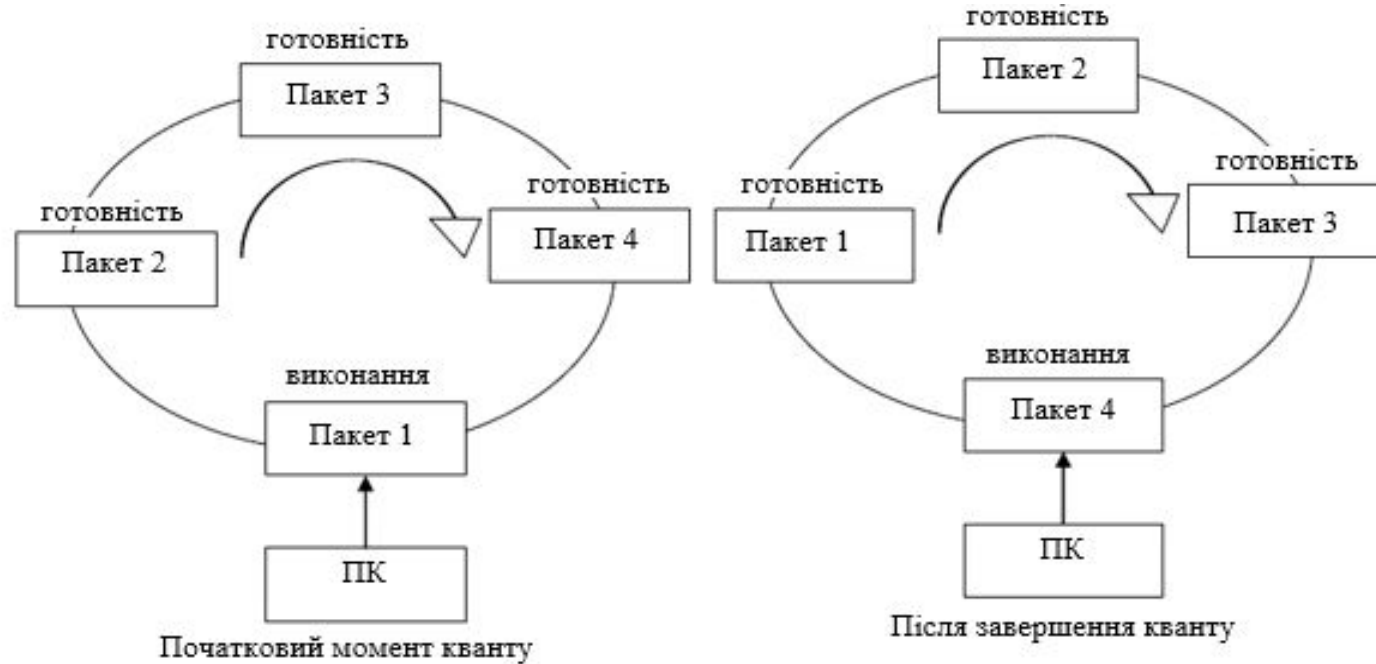 готовність
Пакет 3
готовність
Пакет 2
готовність
Пакет 4
виконання
Пакет 1
ПК
Початковий момент кванту
готовність
Пакет 2
готовність
Пакет 1
готовність
Пакет 3
виконання
Пакет 4
ПК
Після завершення кванту